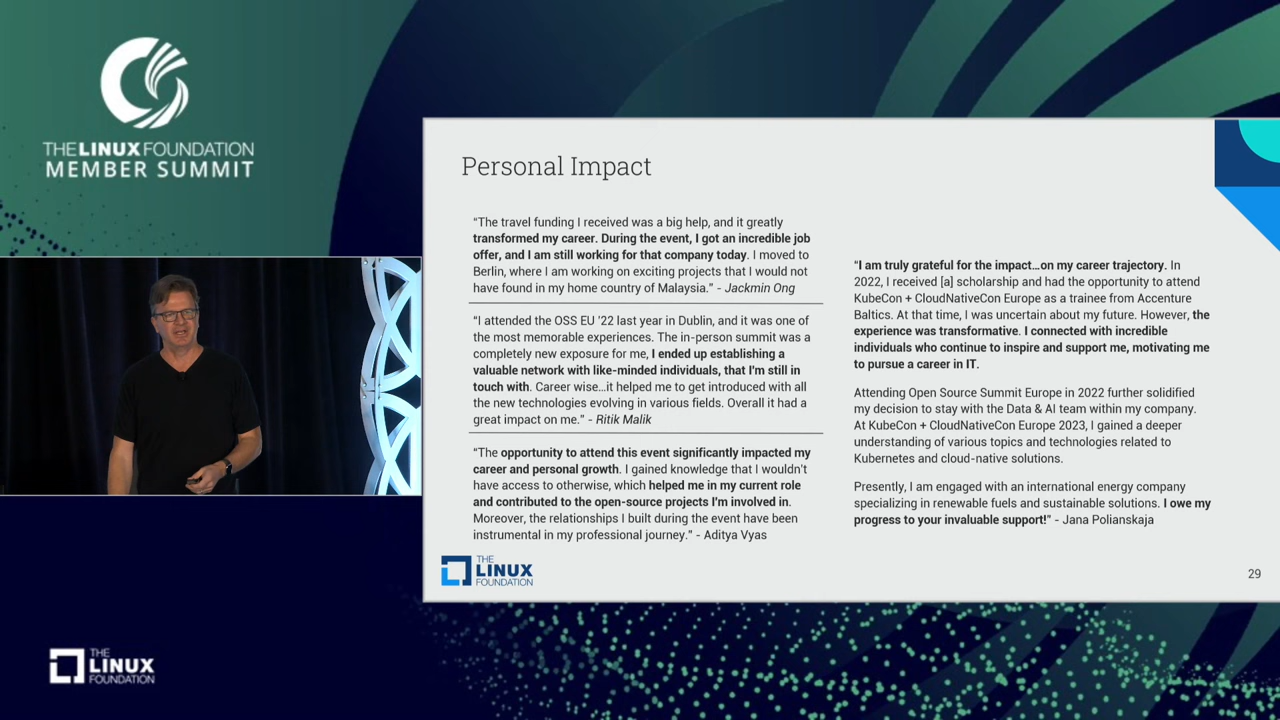 THE LINUX FOUNDATION
MEMBER SUMMIT
Personal Impact
“The travel funding I received was a big help, and it greatly
transformed my career. During the event, I got an incredible job
offer, and I am still working for that company today. I moved to
Berlin, where I am working on exciting projects that I would not
have found in my home country of Malaysia.” - Jackmin Ong
“I attended the OSS EU '22 last year in Dublin, and it was one of
the most memorable experiences. The in-person summit was a
completely new exposure for me, I ended up establishing a
valuable network with like-minded individuals, that I'm still in
touch with. Career wise…it helped me to get introduced with all
the new technologies evolving in various fields. Overall it had a
great impact on me.” - Ritik Malik
“The opportunity to attend this event significantly impacted my
career and personal growth. I gained knowledge that I wouldn't
have access to otherwise, which helped me in my current role
and contributed to the open-source projects I'm involved in.
Moreover, the relationships I built during the event have been
instrumental in my professional journey.” - Aditya Vyas
“I am truly grateful for the impact…on my career trajectory. In
2022, I received [a] scholarship and had the opportunity to attend
KubeCon + CloudNativeCon Europe as a trainee from Accenture
Baltics. At that time, I was uncertain about my future. However, the
experience was transformative. I connected with incredible
individuals who continue to inspire and support me, motivating me
to pursue a career in IT.
Attending Open Source Summit Europe in 2022 further solidified
my decision to stay with the Data & AI team within my company.
At KubeCon + CloudNativeCon Europe 2023, I gained a deeper
understanding of various topics and technologies related to
Kubernetes and cloud-native solutions.
Presently, I am engaged with an international energy company
specializing in renewable fuels and sustainable solutions. I owe my
progress to your invaluable support!” - Jana Polianskaja
THE
LINUX
FOUNDATION
29
THE
LINUX
FOUNDATION